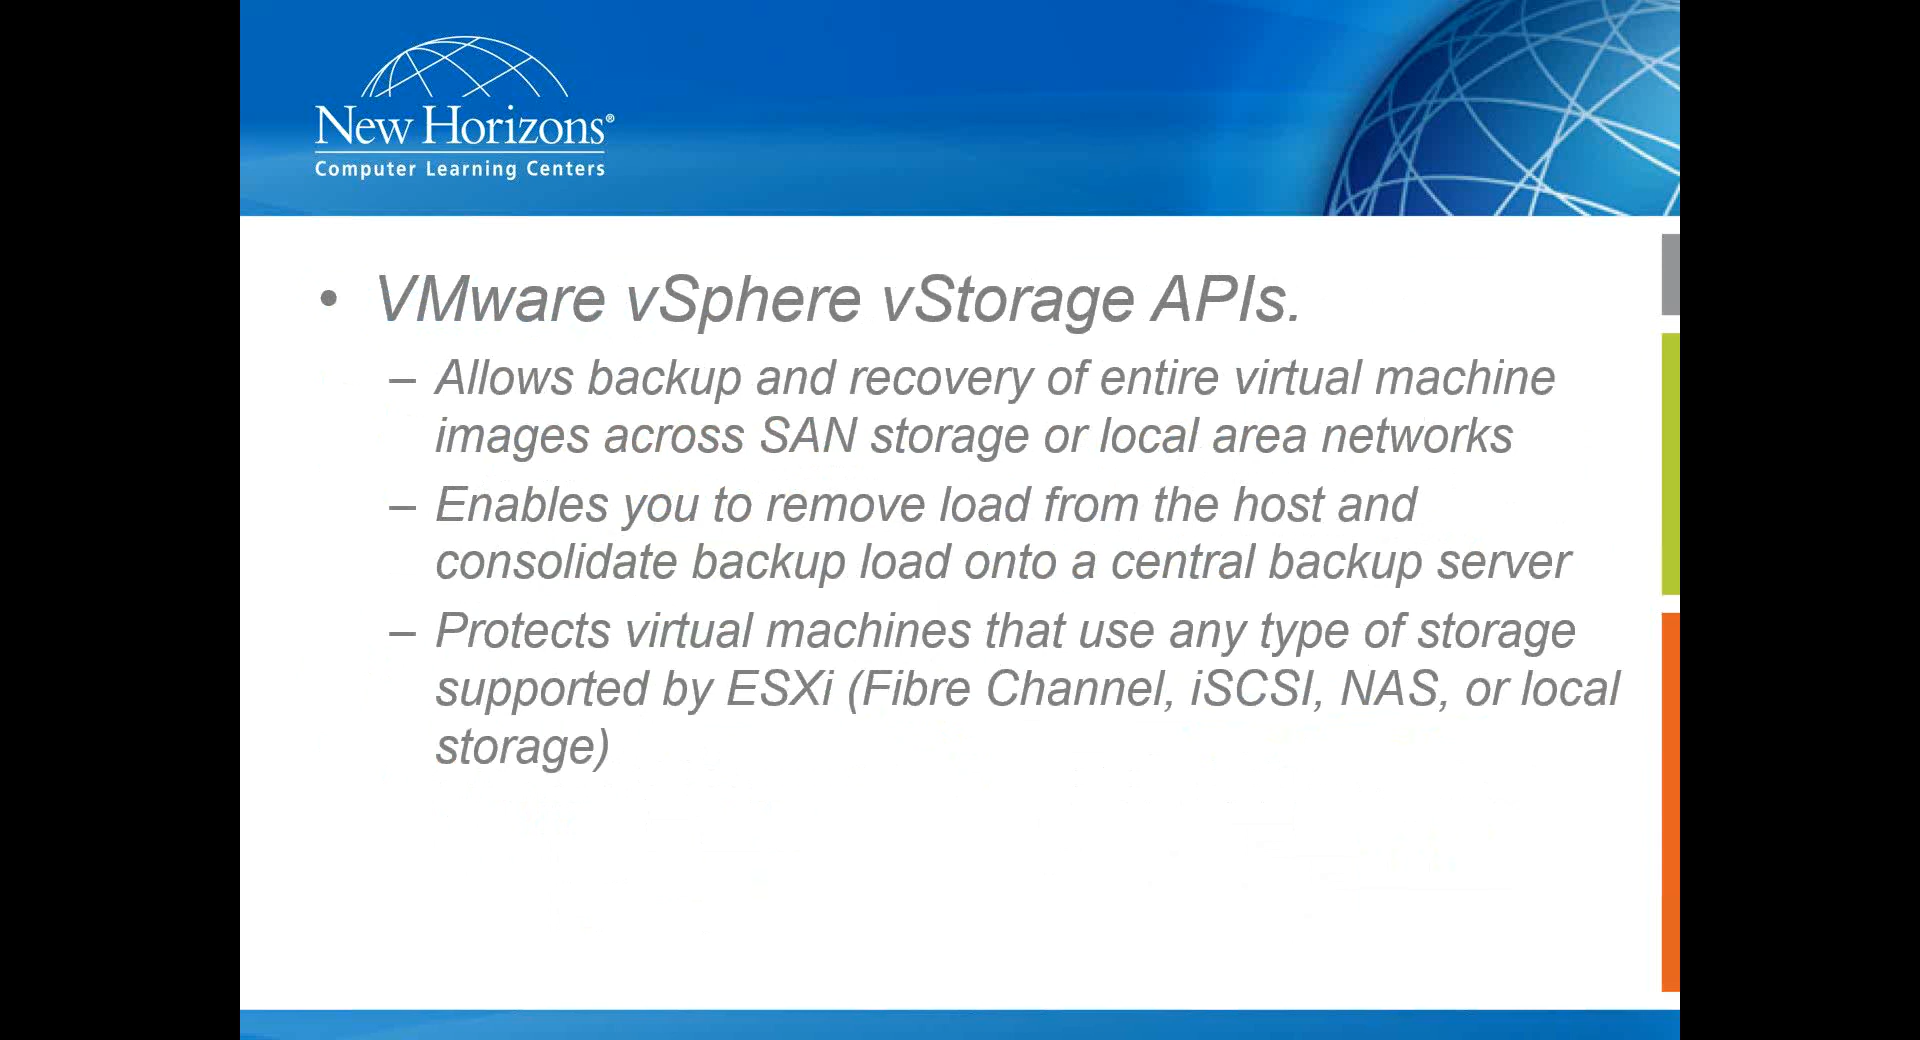 New Horizons®
Computer Learning Centers
• VMware vSphere vStorage APIs.
– Allows backup and recovery of entire virtual machine
images across SAN storage or local area networks
– Enables you to remove load from the host and
consolidate backup load onto a central backup server
– Protects virtual machines that use any type of storage
supported by ESXi (Fibre Channel, iSCSI, NAS, or local
storage)